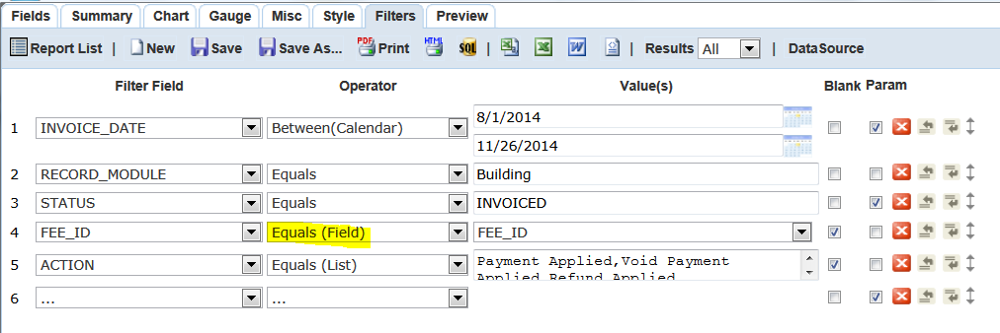 Fields Summary Chart Gauge Misc Style Filters Preview
Report List | New Save Save As... PDF Print HTML SQL | Results All | DataSource
Filter Field Operator Value(s) Blank Param
1 INVOICE_DATE Between(Calendar) 8/1/2014
11/26/2014
2 RECORD_MODULE Equals Building
3 STATUS Equals INVOICED
4 FEE_ID Equals (Field) FEE_ID
5 ACTION Equals (List) Payment Applied,Void Payment
Applied,Refund Applied
6 ... ...